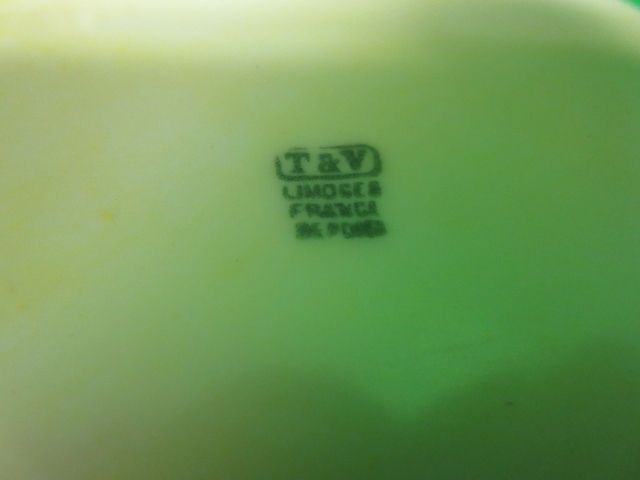 T & V
LIMOGES
FRANCE